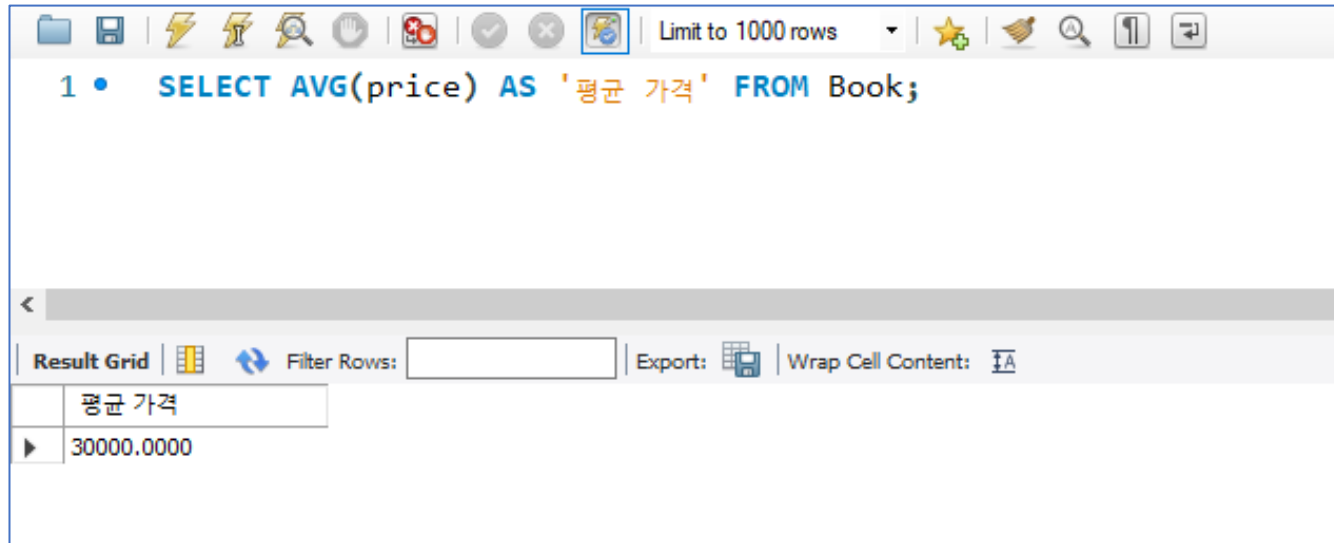 Limit to 1000 rows
1 SELECT AVG(price) AS '평균 가격' FROM Book;
Result Grid Filter Rows: Export: Wrap Cell Content: IA
평균 가격
30000.0000